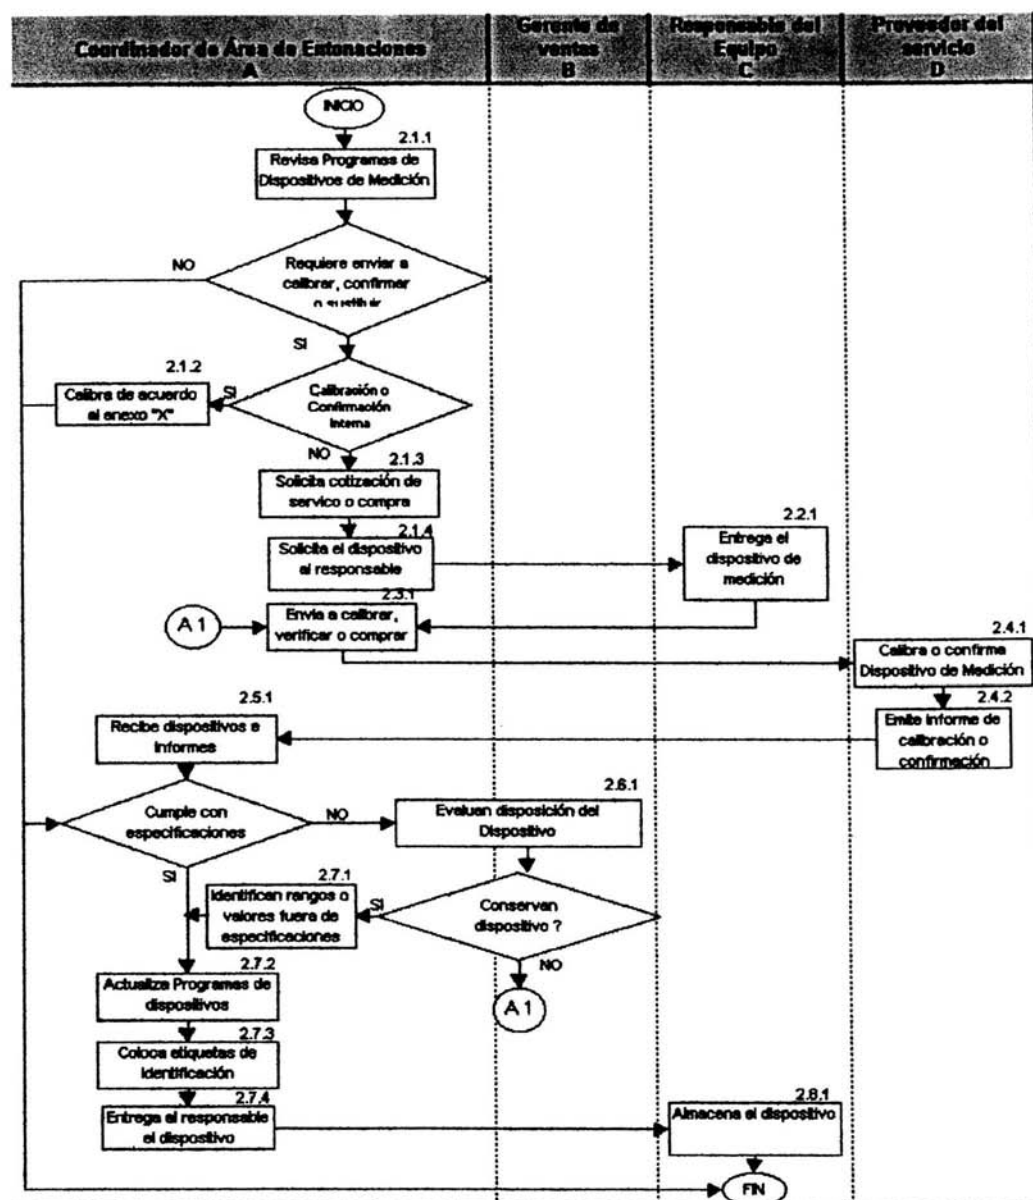 Coordinador de Área de Entonaciones
A
Gerente de
ventas
B
Responsable del
Equipo
C
Proveedor del
servicio
D
INICIO
2.1.1
Revisa Programas de
Dispositivos de Medición
NO
Requiere enviar a
calibrar, confirmar
o sustituir
SI
2.1.2
Calibra de acuerdo
al anexo "X"
SI
Calibración o
Confirmación
Interna
NO
2.1.3
Solicita cotización de
servico o compra
2.1.4
Solicita el dispositivo
al responsable
2.2.1
Entrega el
dispositivo de
medición
2.3.1
A 1
Envia a calibrar,
verificar o comprar
2.4.1
Calibra o confirma
Dispositivo de Medición
2.4.2
Emite informe de
calibración o
confirmación
2.5.1
Recibe dispositivos e
Informes
Cumple con
especificaciones
NO
SI
2.6.1
Evaluan disposición del
Dispositivo
2.7.1
Identifican rangos o
valores fuera de
especificaciones
SI
Conservan
dispositivo ?
NO
A 1
2.7.2
Actualiza Programas de
dispositivos
2.7.3
Coloca etiquetas de
Identificación
2.7.4
Entrega al responsable
el dispositivo
2.8.1
Almacena el dispositivo
FIN